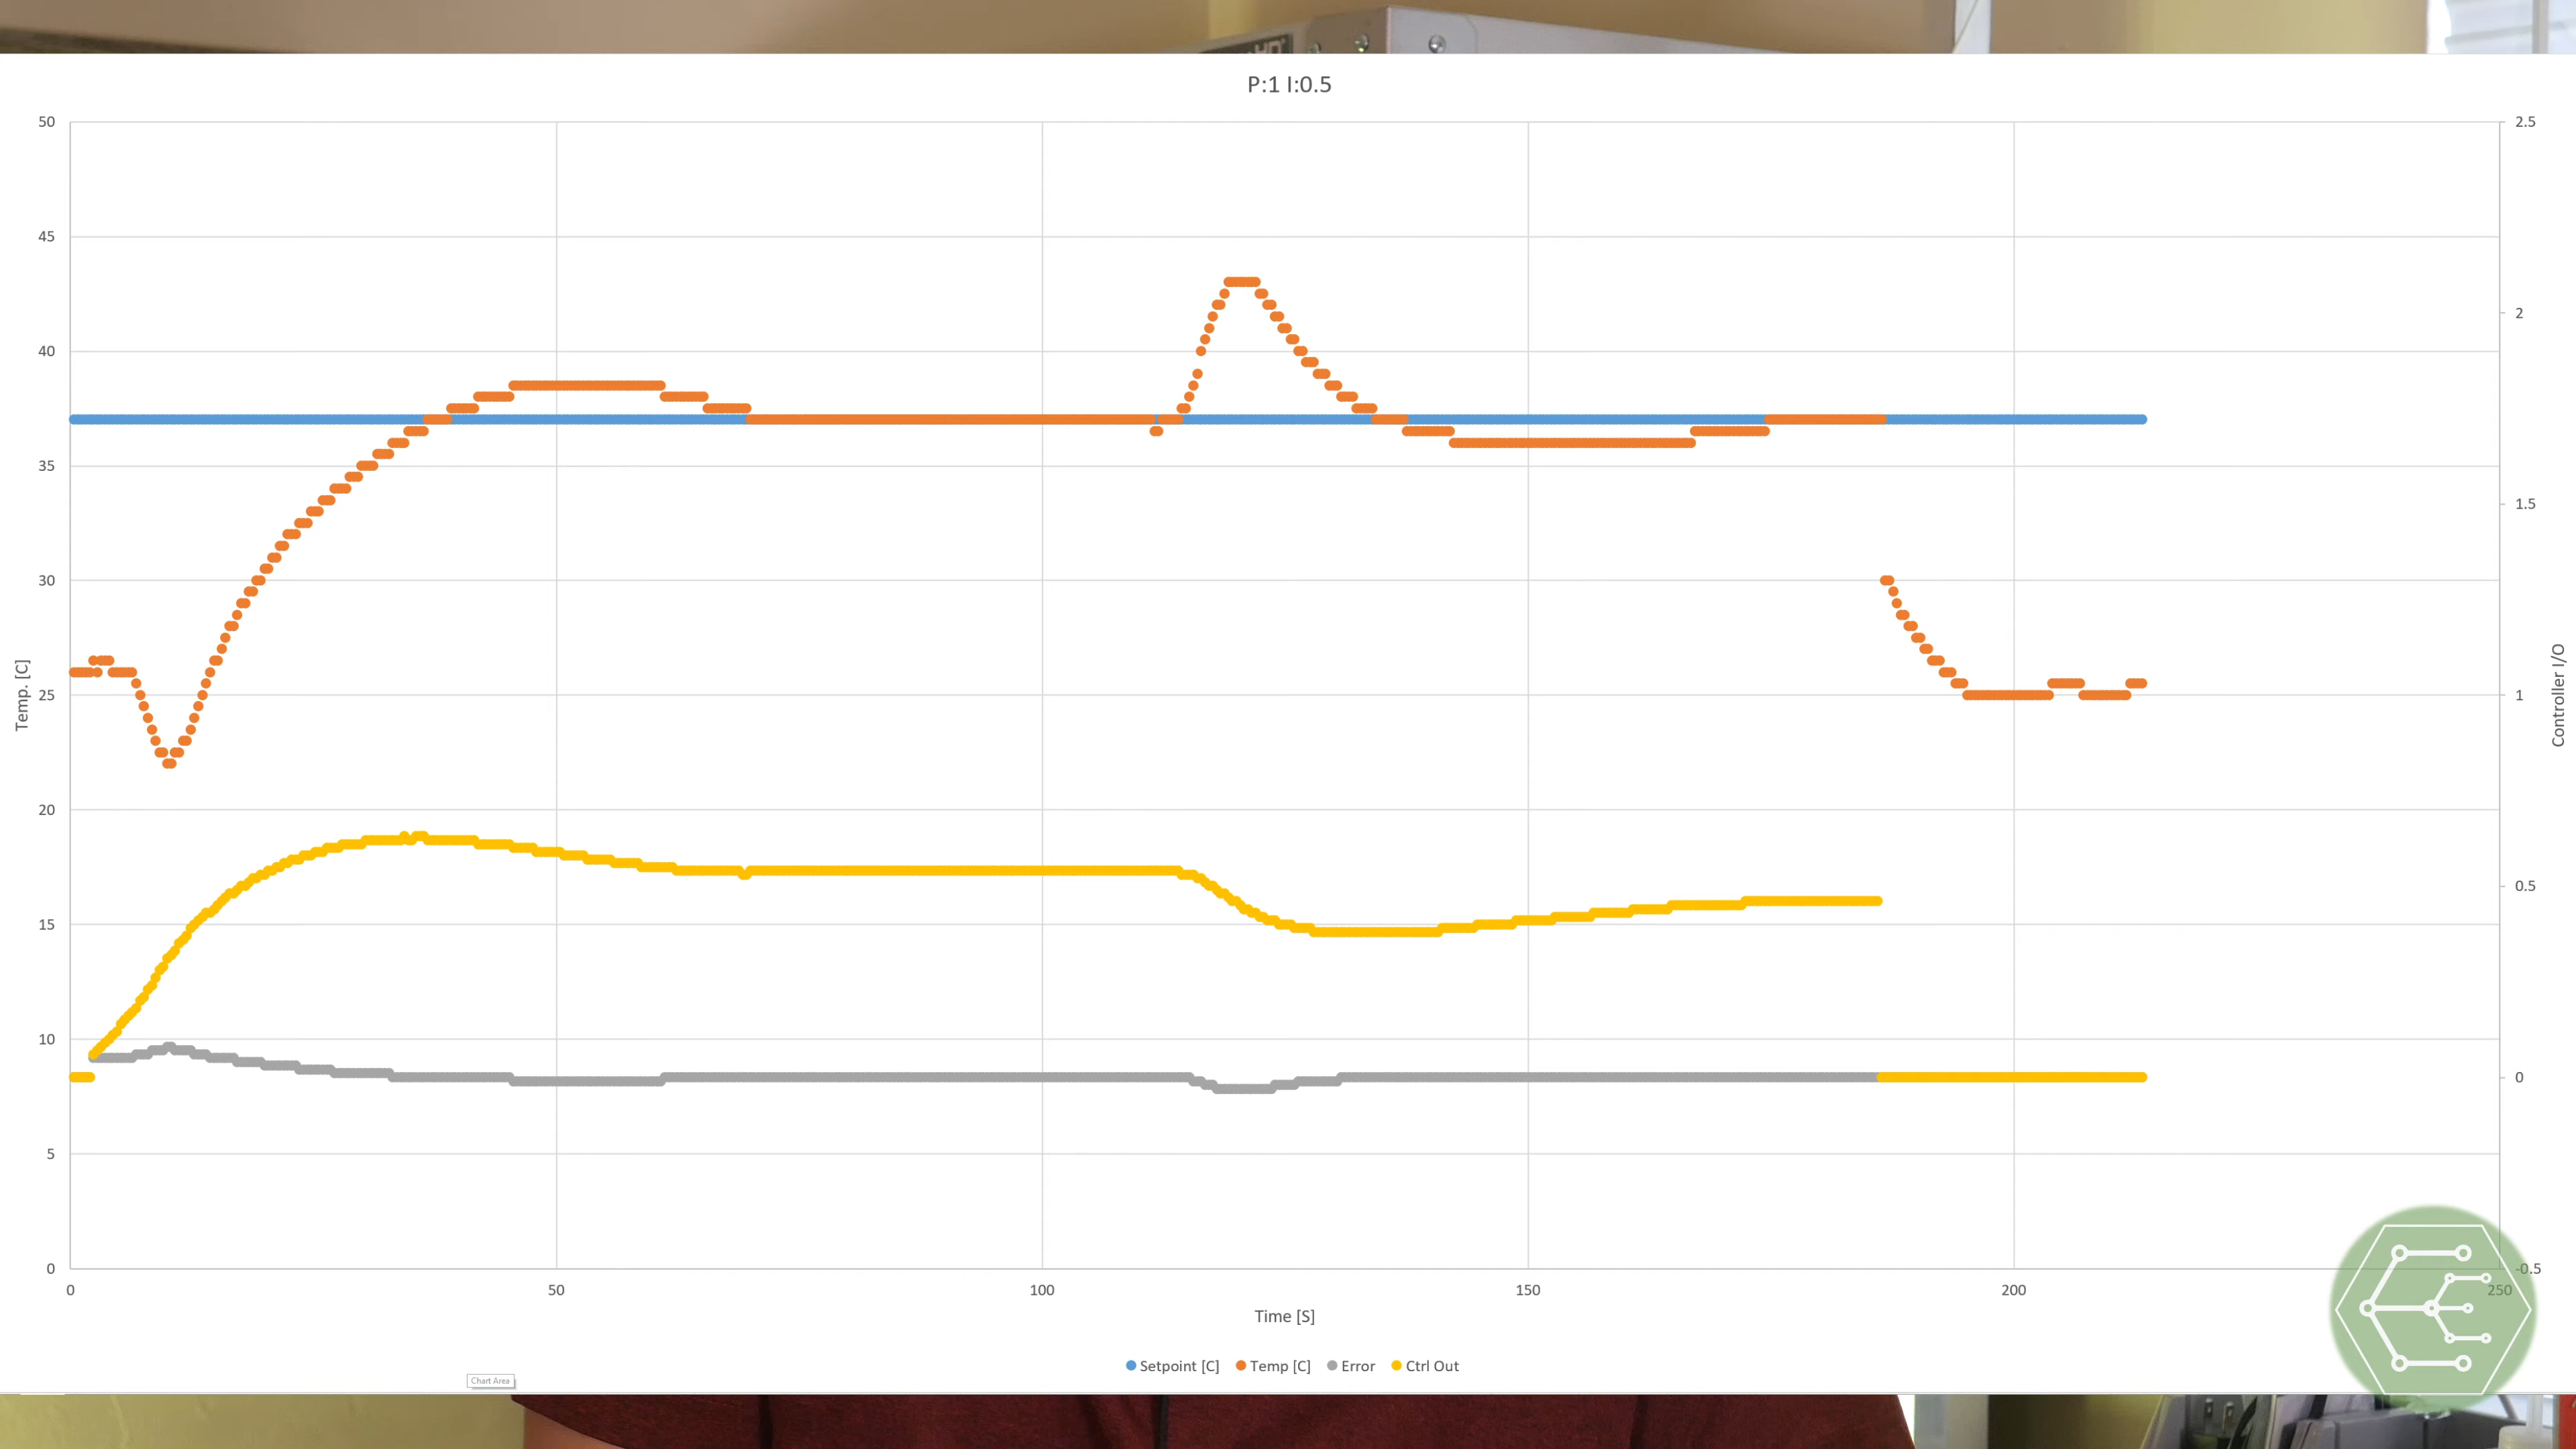 P:1 I:0.5
50
45
40
35
30
25
20
15
10
5
0
Temp. [C]
2.5
2
1.5
1
0.5
0
-0.5
Controller I/O
0 50 100 150 200 250
Time [S]
Setpoint [C] Temp [C] Error Ctrl Out
Chart Area